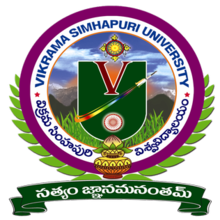 VIKRAMA SIMHAPURI UNIVERSITY
V
విక్రమ సింహపురి
విశ్వవిద్యాలయం
సత్యం జ్ఞానమనంతమ్